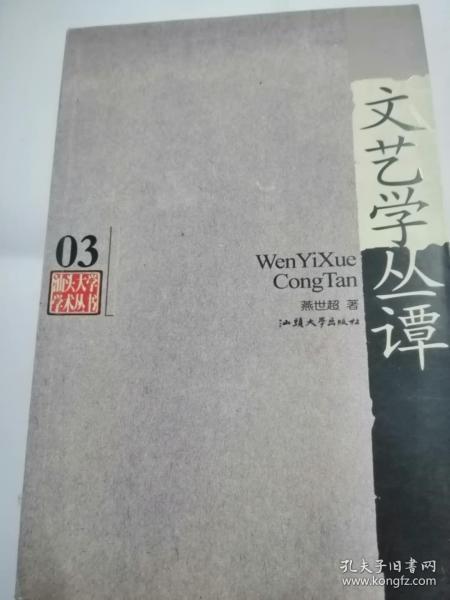 文艺学丛谭
03
汕头大学
学术丛书
WenYiXue
CongTan
燕世超 著
汕頭大学出版社
孔夫子旧书网
www.kongfz.com